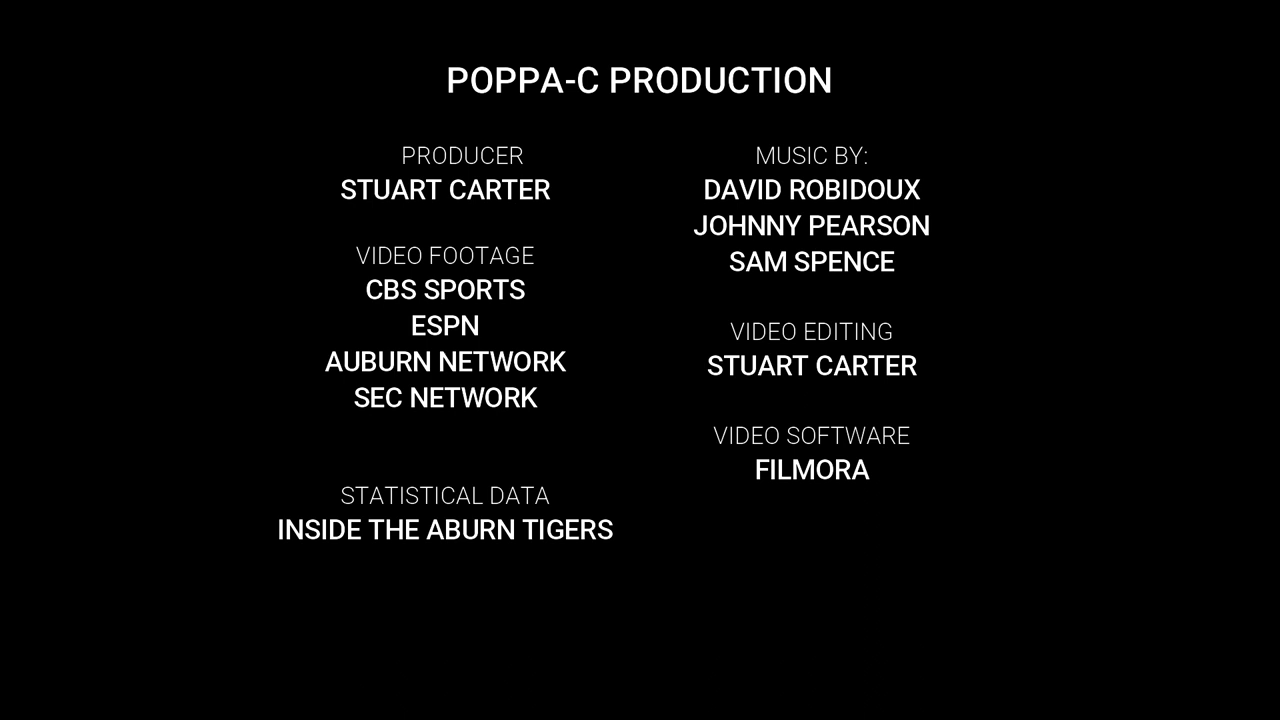 POPPA-C PRODUCTION
PRODUCER
STUART CARTER
VIDEO FOOTAGE
CBS SPORTS
ESPN
AUBURN NETWORK
SEC NETWORK
STATISTICAL DATA
INSIDE THE ABURN TIGERS
MUSIC BY:
DAVID ROBIDOUX
JOHNNY PEARSON
SAM SPENCE
VIDEO EDITING
STUART CARTER
VIDEO SOFTWARE
FILMORA